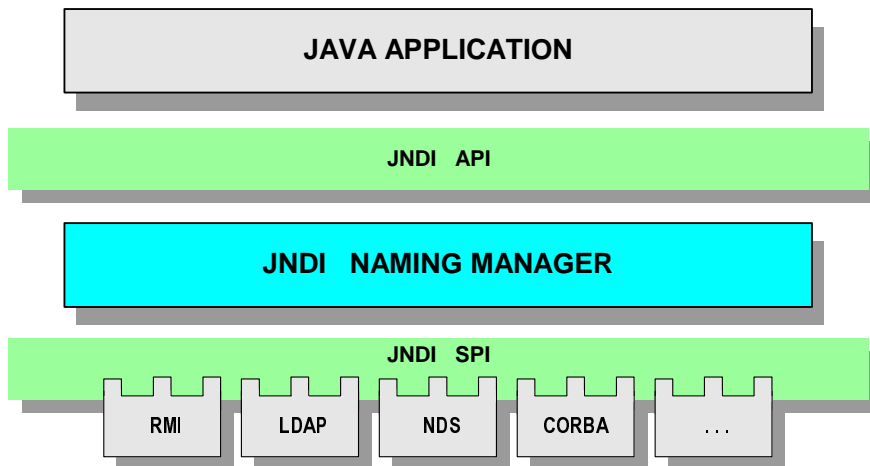 JAVA APPLICATION
JNDI API
JNDI NAMING MANAGER
JNDI SPI
RMI LDAP NDS CORBA ...